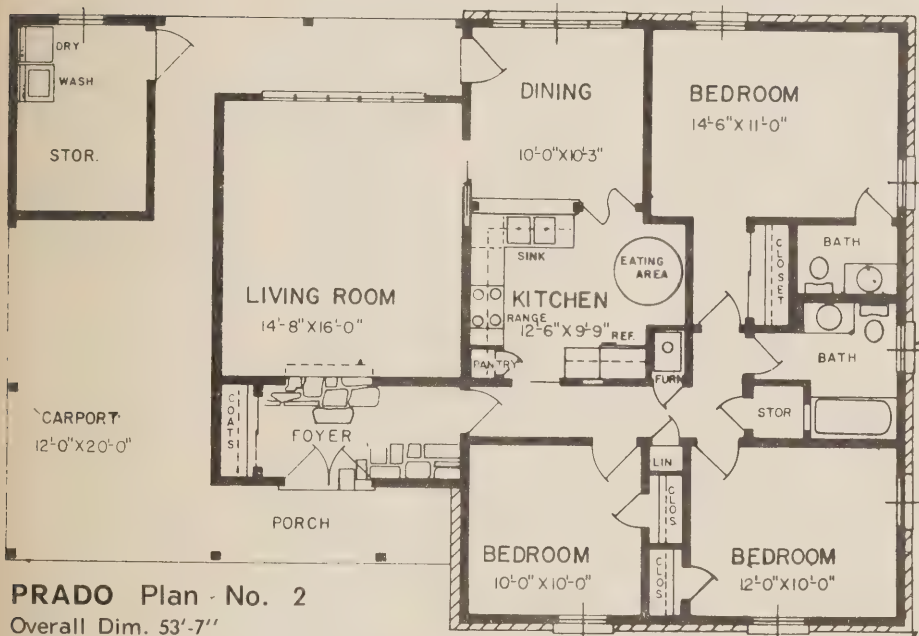 DRY
WASH
STOR.
DINING
10'-0"X10'-3"
BEDROOM
14'-6"X11'-0"
LIVING ROOM
14'-8"X16'-0"
SINK
EATING
AREA
KITCHEN
RANGE
12'-6"X9'-9"
REF.
PANTRY
FURN
CLOSET
BATH
BATH
STOR
CARPORT
12'-0"X20'-0"
COATS
FOYER
PORCH
LIN
CLOS.
CLOS.
BEDROOM
10'-0"X10'-0"
BEDROOM
12'-0"X10'-0"
PRADO Plan - No. 2
Overall Dim. 53'-7"